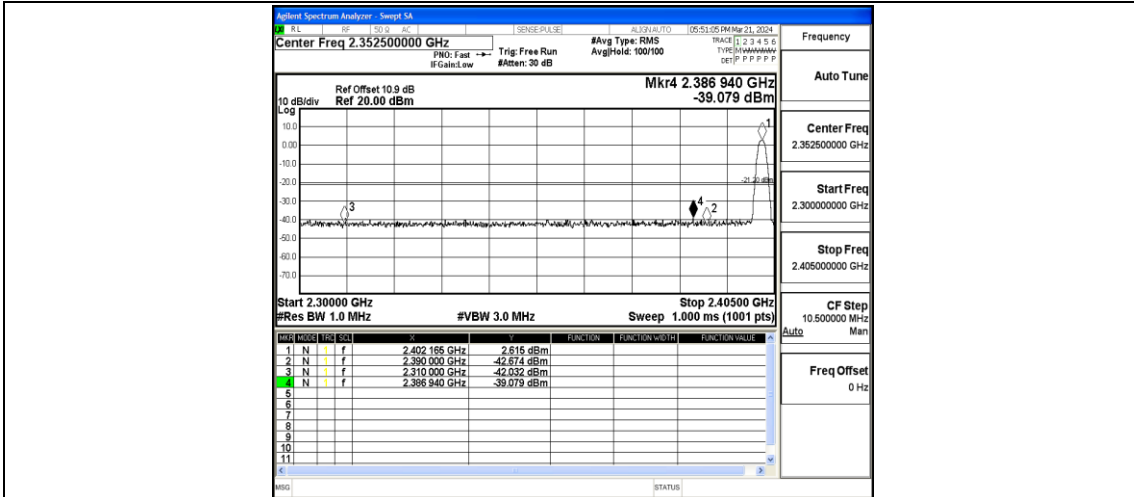 Agilent Spectrum Analyzer - Swept SA
RL RF 50 Ω AC SENSE:PULSE ALIGN AUTO 05:51:05 PM Mar 21, 2024
Center Freq 2.352500000 GHz
PNO: Fast
IFGain:Low
Trig: Free Run
#Atten: 30 dB
#Avg Type: RMS
Avg|Hold: 100/100
TRACE 1 2 3 4 5 6
TYPE
DET P P P P P P
Mkr4 2.386 940 GHz
-39.079 dBm
Ref Offset 10.9 dB
10 dB/div Ref 20.00 dBm
Log
10.0
0.00
-10.0
-20.0
-30.0
-40.0
-50.0
-60.0
-70.0
1
-21.20 dBm
3
4
2
Start 2.30000 GHz Stop 2.40500 GHz
#Res BW 1.0 MHz #VBW 3.0 MHz Sweep 1.000 ms (1001 pts)
MKR MODE TRC SCL X Y FUNCTION FUNCTION WIDTH FUNCTION VALUE
1 N 1 f 2.402 165 GHz 2.615 dBm
2 N 1 f 2.390 000 GHz -42.674 dBm
3 N 1 f 2.310 000 GHz -42.032 dBm
4 N 1 f 2.386 940 GHz -39.079 dBm
5
6
7
8
9
10
11
MSG STATUS
Frequency
Auto Tune
Center Freq
2.352500000 GHz
Start Freq
2.300000000 GHz
Stop Freq
2.405000000 GHz
CF Step
10.500000 MHz
Auto Man
Freq Offset
0 Hz